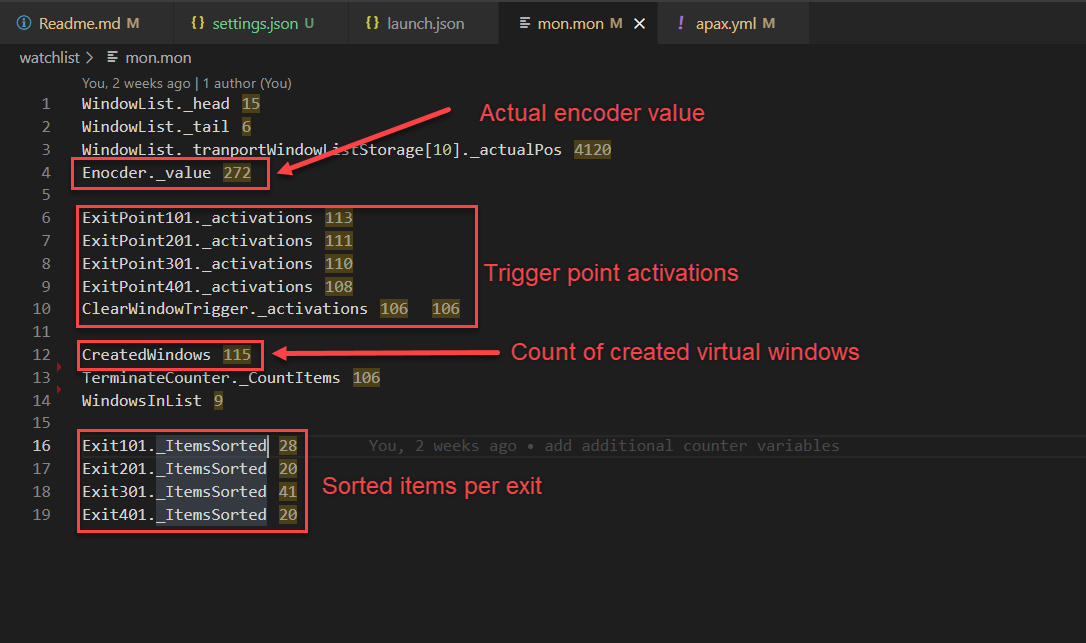 Readme.md M
settings.json U
launch.json
mon.mon M
apax.yml M
watchlist > mon.mon
You, 2 weeks ago | 1 author (You)
1 WindowList._head 15
2 WindowList._tail 6
3 WindowList._tranportWindowListStorage[10]._actualPos 4120
4 Enocder._value 272
Actual encoder value
5
6 ExitPoint101._activations 113
7 ExitPoint201._activations 111
8 ExitPoint301._activations 110
9 ExitPoint401._activations 108
10 ClearWindowTrigger._activations 106 106
Trigger point activations
11
12 CreatedWindows 115
Count of created virtual windows
13 TerminateCounter._CountItems 106
14 WindowsInList 9
15
16 Exit101._ItemsSorted 28 You, 2 weeks ago • add additional counter variables
17 Exit201._ItemsSorted 20
18 Exit301._ItemsSorted 41
19 Exit401._ItemsSorted 20
Sorted items per exit